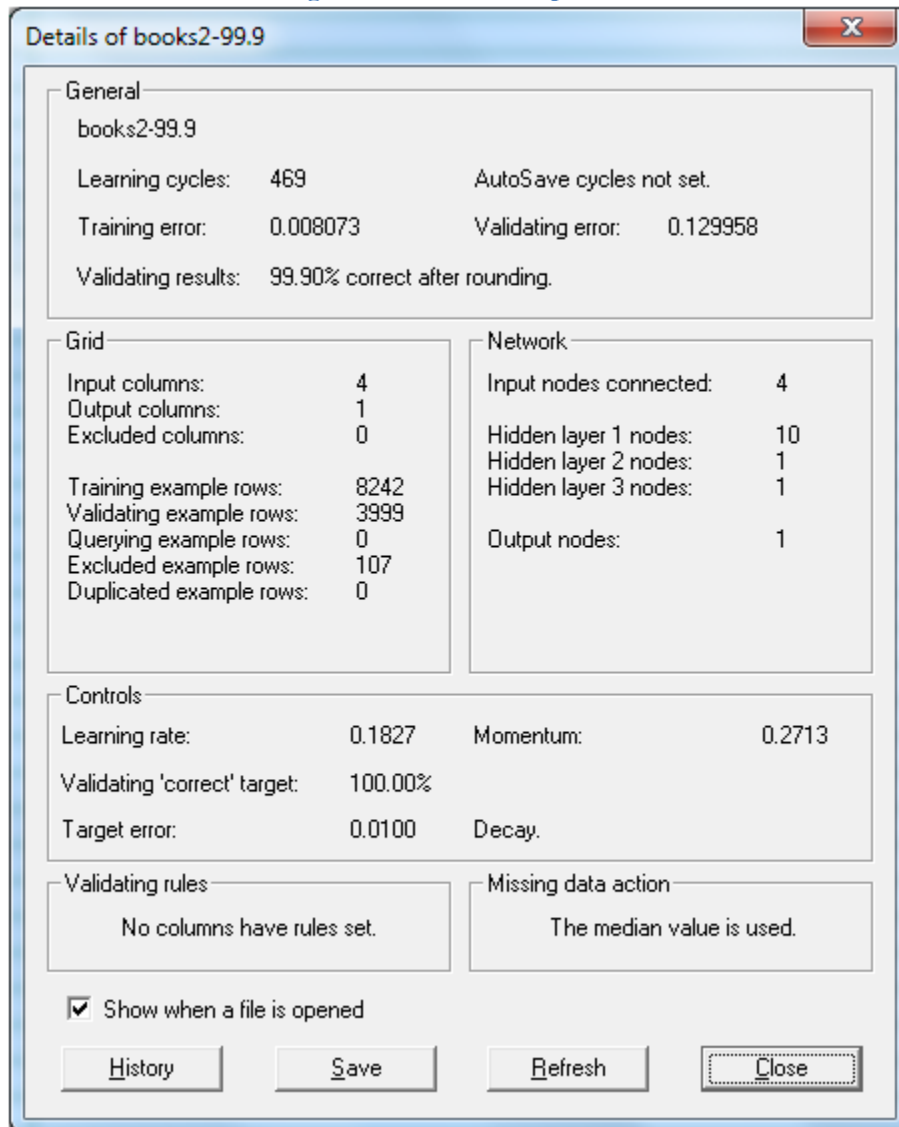 Details of books2-99.9
General
books2-99.9
Learning cycles: 469 AutoSave cycles not set.
Training error: 0.008073 Validating error: 0.129958
Validating results: 99.90% correct after rounding.
Grid
Input columns: 4
Output columns: 1
Excluded columns: 0
Training example rows: 8242
Validating example rows: 3999
Querying example rows: 0
Excluded example rows: 107
Duplicated example rows: 0
Network
Input nodes connected: 4
Hidden layer 1 nodes: 10
Hidden layer 2 nodes: 1
Hidden layer 3 nodes: 1
Output nodes: 1
Controls
Learning rate: 0.1827 Momentum: 0.2713
Validating 'correct' target: 100.00%
Target error: 0.0100 Decay.
Validating rules
No columns have rules set.
Missing data action
The median value is used.
Show when a file is opened
History Save Refresh Close